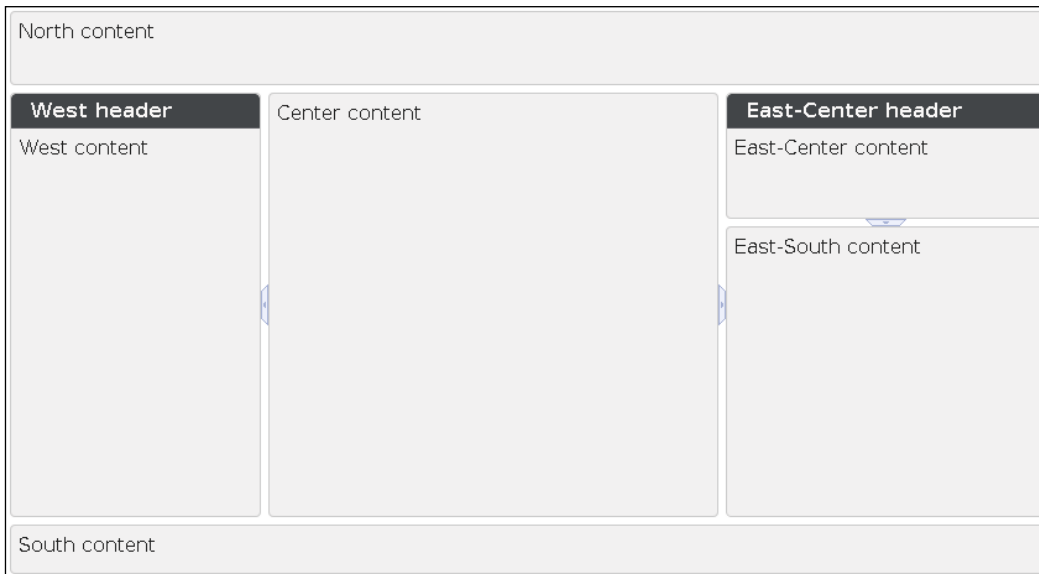 North content
West header
West content
Center content
East-Center header
East-Center content
East-South content
South content